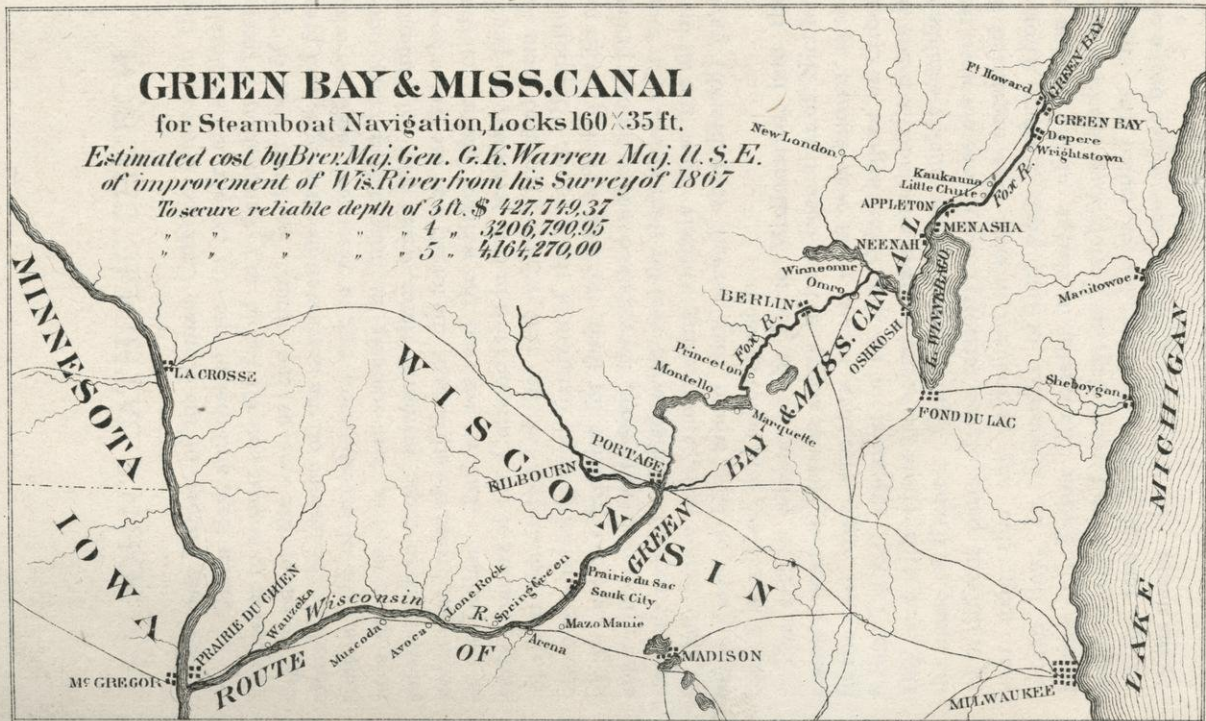 GREEN BAY & MISS. CANAL
for Steamboat Navigation, Locks 160 X 35 ft.
Estimated cost by Brev. Maj. Gen. G. K. Warren Maj. U. S. E.
of improvement of Wis. River from his Survey of 1867
To secure reliable depth of 3 ft. $ 427,749,37
" " " " " 4 " 3206,790,95
" " " " " 5 " 4,164,270,00
Ft. Howard
GREEN BAY
GREEN BAY
Depere
Wrightstown
New London
Kaukauna
Little Chute
Fox R.
APPLETON
MENASHA
NEENAH
Winneonne
Omro
BERLIN
Fox R.
OSHKOSH
L. WINNEBAGO
Manitowoc
Princeton
Montello
Marquette
Sheboygan
FOND DU LAC
LAKE MICHIGAN
MINNESOTA
LA CROSSE
WISCONSIN
KILBOURN
PORTAGE
IOWA
ROUTE OF GREEN BAY & MISS. CANAL
Prairie du Sac
Sauk City
Mazo Manie
Arena
Spring Green
Lone Rock
Avoca
Muscoda
Wisconsin R.
Wauzeka
PRAIRIE DU CHIEN
Mc GREGOR
MADISON
MILWAUKEE